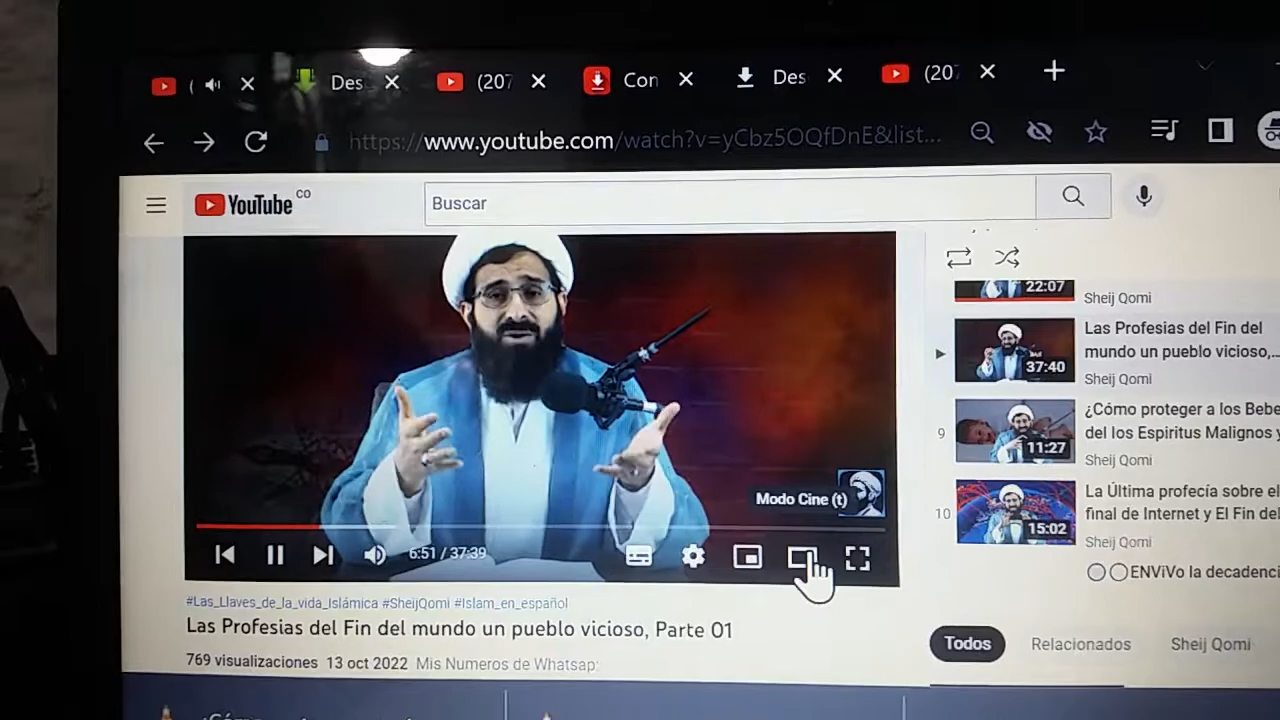 (
Des
(207
Con
Des
(20
https://www.youtube.com/watch?v=yCbz5OQfDnE&list...
YouTube CO
Buscar
22:07
Sheij Qomi
Las Profesias del Fin del
mundo un pueblo vicioso,...
37:40
Sheij Qomi
9
¿Cómo proteger a los Bebe
del los Espiritus Malignos y
11:27
Sheij Qomi
10
La Última profecía sobre el
final de Internet y El Fin del
15:02
Sheij Qomi
ENViVo la decadenci
Modo Cine (t)
6:51 / 37:39
#Las_Llaves_de_la_vida_Islámica #SheijQomi #Islam_en_español
Las Profesias del Fin del mundo un pueblo vicioso, Parte 01
769 visualizaciones 13 oct 2022 Mis Numeros de Whatsap:
Todos Relacionados Sheij Qomi